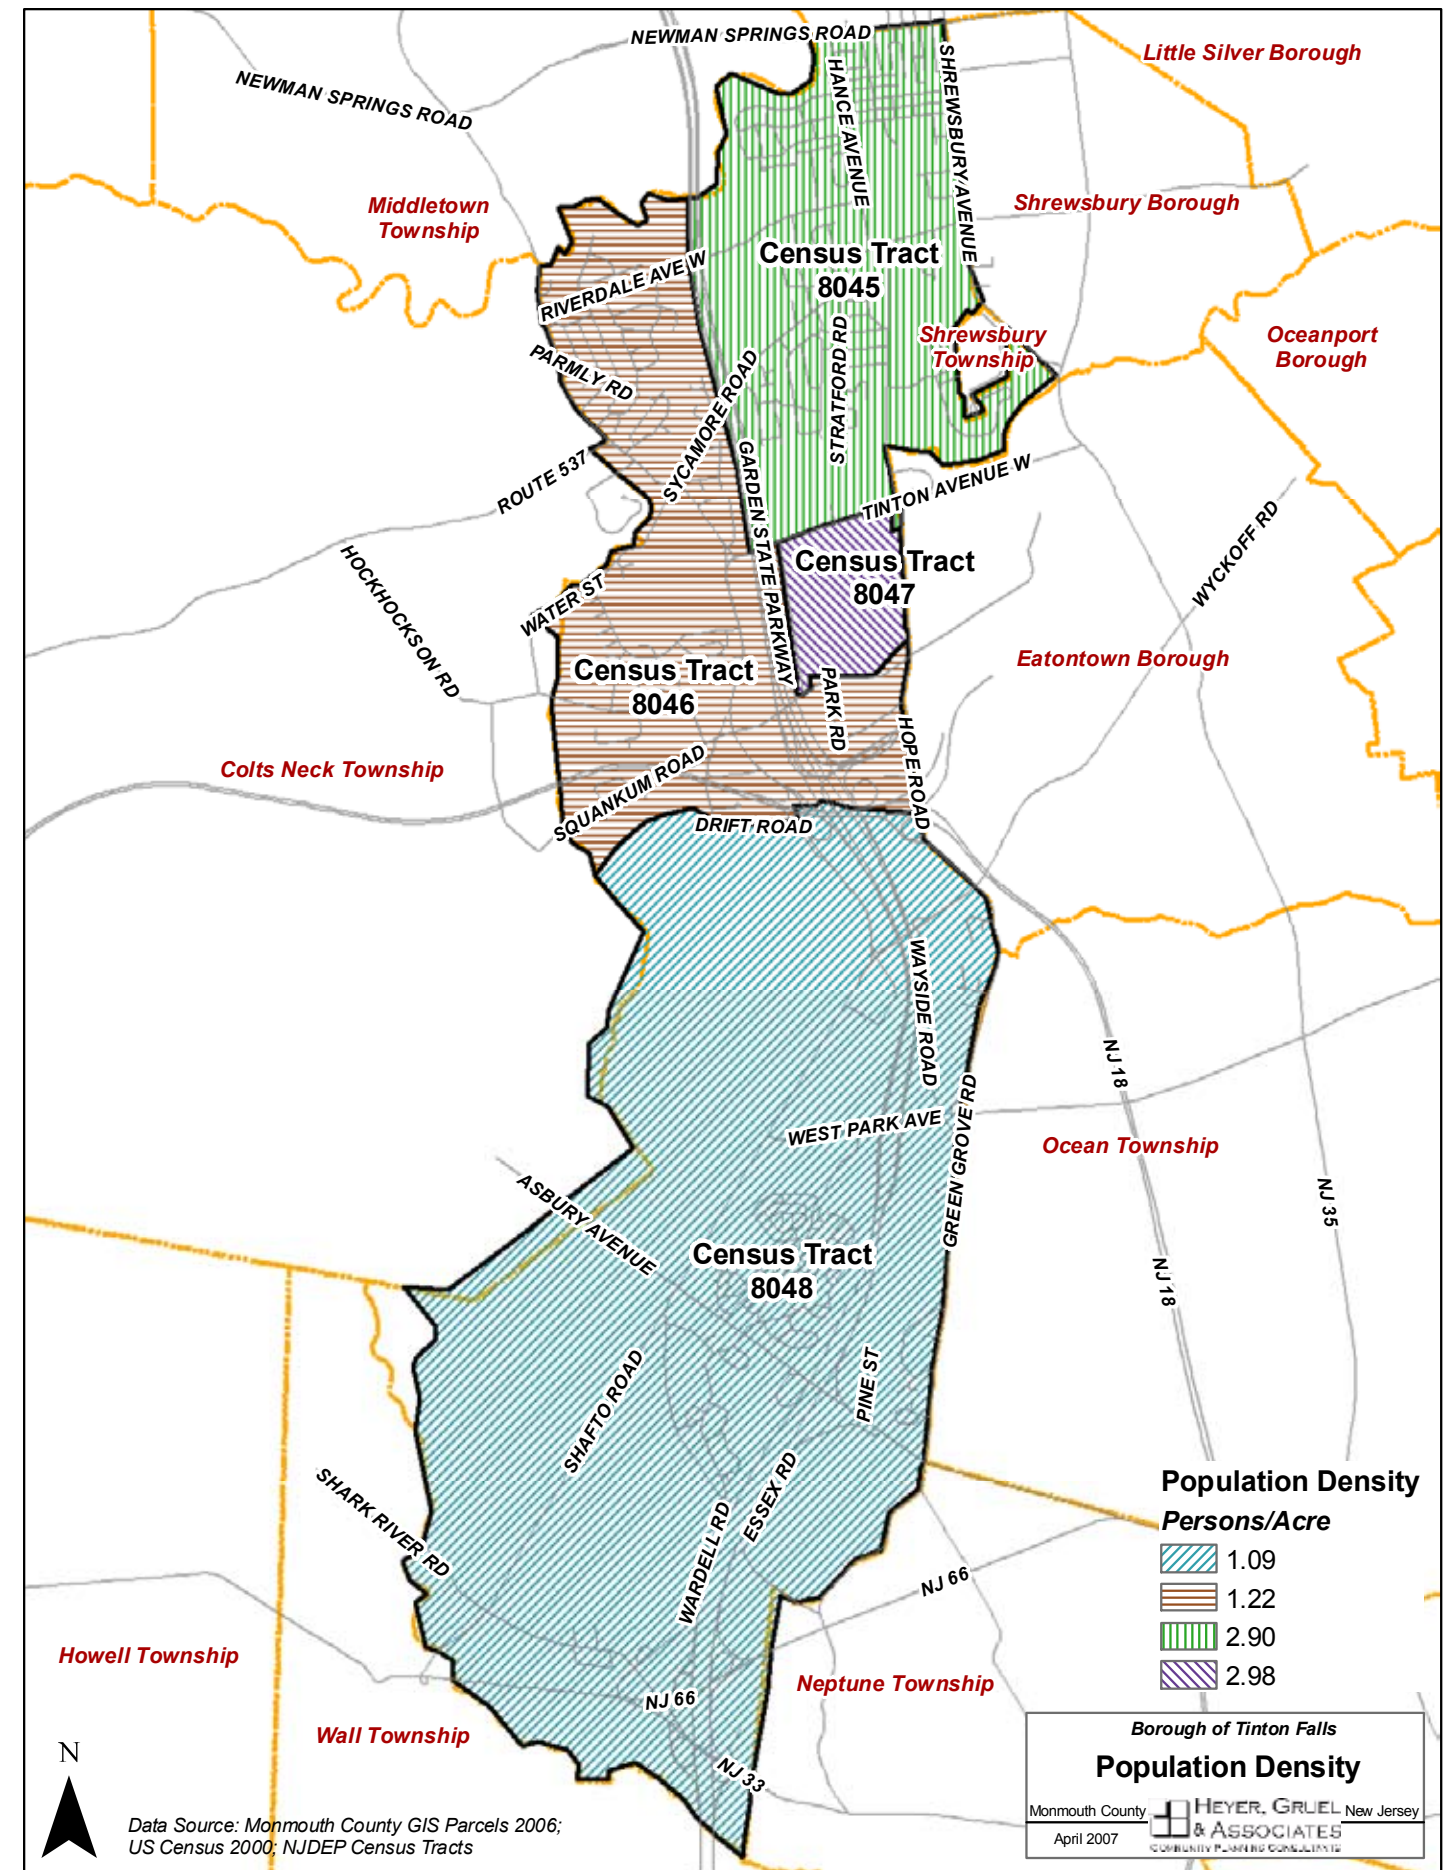 NEWMAN SPRINGS ROAD
Little Silver Borough
NEWMAN SPRINGS ROAD
HANCE AVENUE
SHREWSBURY AVENUE
Middletown
Township
Shrewsbury Borough
Census Tract
8045
RIVERDALE AVE W
Shrewsbury
Township
Oceanport
Borough
PARMLY RD
STRATFORD RD
SYCAMORE ROAD
ROUTE 537
GARDEN STATE PARKWAY
TINTON AVENUE W
WYCKOFF RD
HOCKHOCKSON RD
Census Tract
8047
WATER ST
Census Tract
8046
Eatontown Borough
PARK RD
HOPE ROAD
Colts Neck Township
SQUANKUM ROAD
DRIFT ROAD
WAYSIDE ROAD
NJ 18
GREEN GROVE RD
WEST PARK AVE
Ocean Township
ASBURY AVENUE
NJ 35
Census Tract
8048
NJ 18
SHAFTO ROAD
PINE ST
SHARK RIVER RD
ESSEX RD
WARDELL RD
NJ 66
Population Density
Persons/Acre
1.09
1.22
2.90
2.98
Howell Township
Neptune Township
NJ 66
Wall Township
NJ 33
N
Data Source: Monmouth County GIS Parcels 2006;
US Census 2000; NJDEP Census Tracts
Borough of Tinton Falls
Population Density
Monmouth County
HEYER, GRUEL
& ASSOCIATES
COMMUNITY PLANNING CONSULTANTS
New Jersey
April 2007